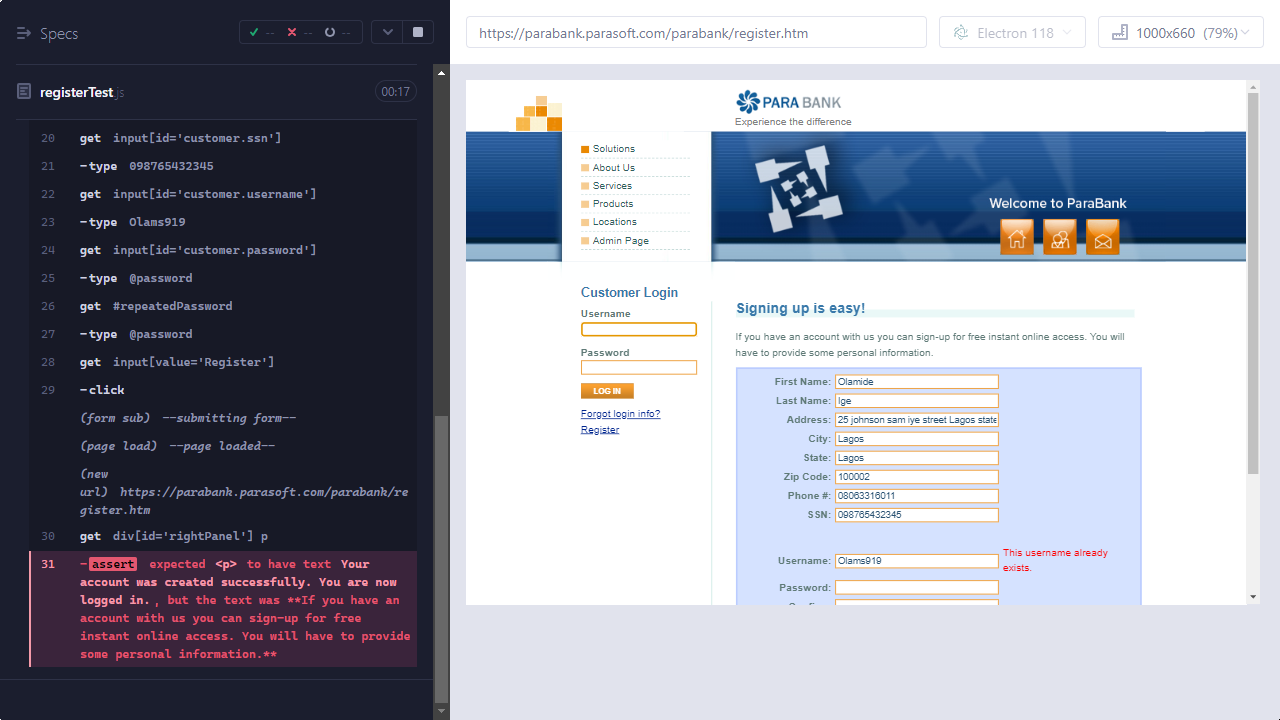 Specs
--
--
--
registerTest.js
00:17
20 get input[id='customer.ssn']
21 -type 098765432345
22 get input[id='customer.username']
23 -type Olams919
24 get input[id='customer.password']
25 -type @password
26 get #repeatedPassword
27 -type @password
28 get input[value='Register']
29 -click
(form sub) --submitting form--
(page load) --page loaded--
(new
url) https://parabank.parasoft.com/parabank/re
gister.htm
30 get div[id='rightPanel'] p
31 -assert expected <p> to have text Your
account was created successfully. You are now
logged in. , but the text was **If you have an
account with us you can sign-up for free
instant online access. You will have to provide
some personal information.**
https://parabank.parasoft.com/parabank/register.htm
Electron 118
1000x660 (79%)
PARA BANK
Experience the difference
Solutions
About Us
Services
Products
Locations
Admin Page
Welcome to ParaBank
Customer Login
Username
Password
LOG IN
Forgot login info?
Register
Signing up is easy!
If you have an account with us you can sign-up for free instant online access. You will
have to provide some personal information.
First Name: Olamide
Last Name: Ige
Address: 25 johnson sam iye street Lagos state
City: Lagos
State: Lagos
Zip Code: 100002
Phone #: 08063316011
SSN: 098765432345
Username: Olams919
This username already
exists.
Password: